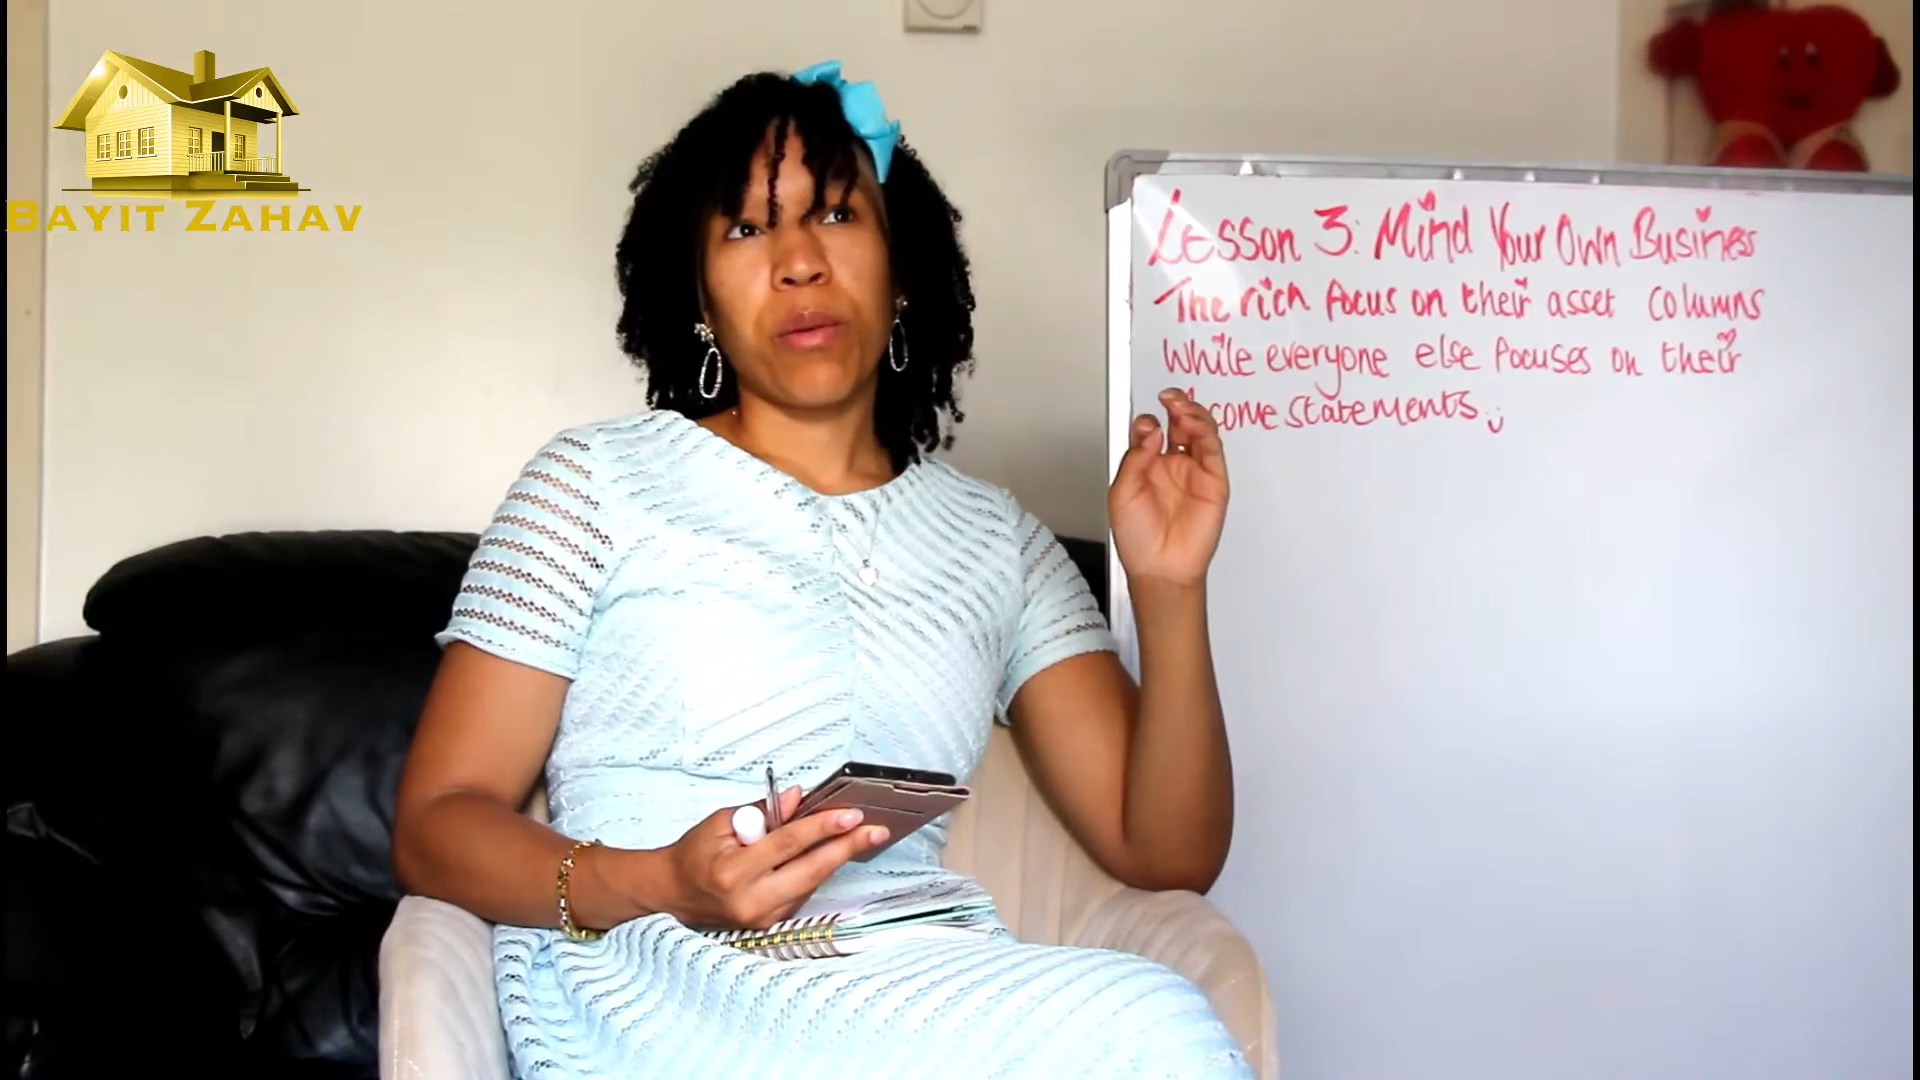 BAYIT ZAHAV
Lesson 3: Mind Your Own Business
The rich focus on their asset columns
While everyone else focuses on their
come statements.